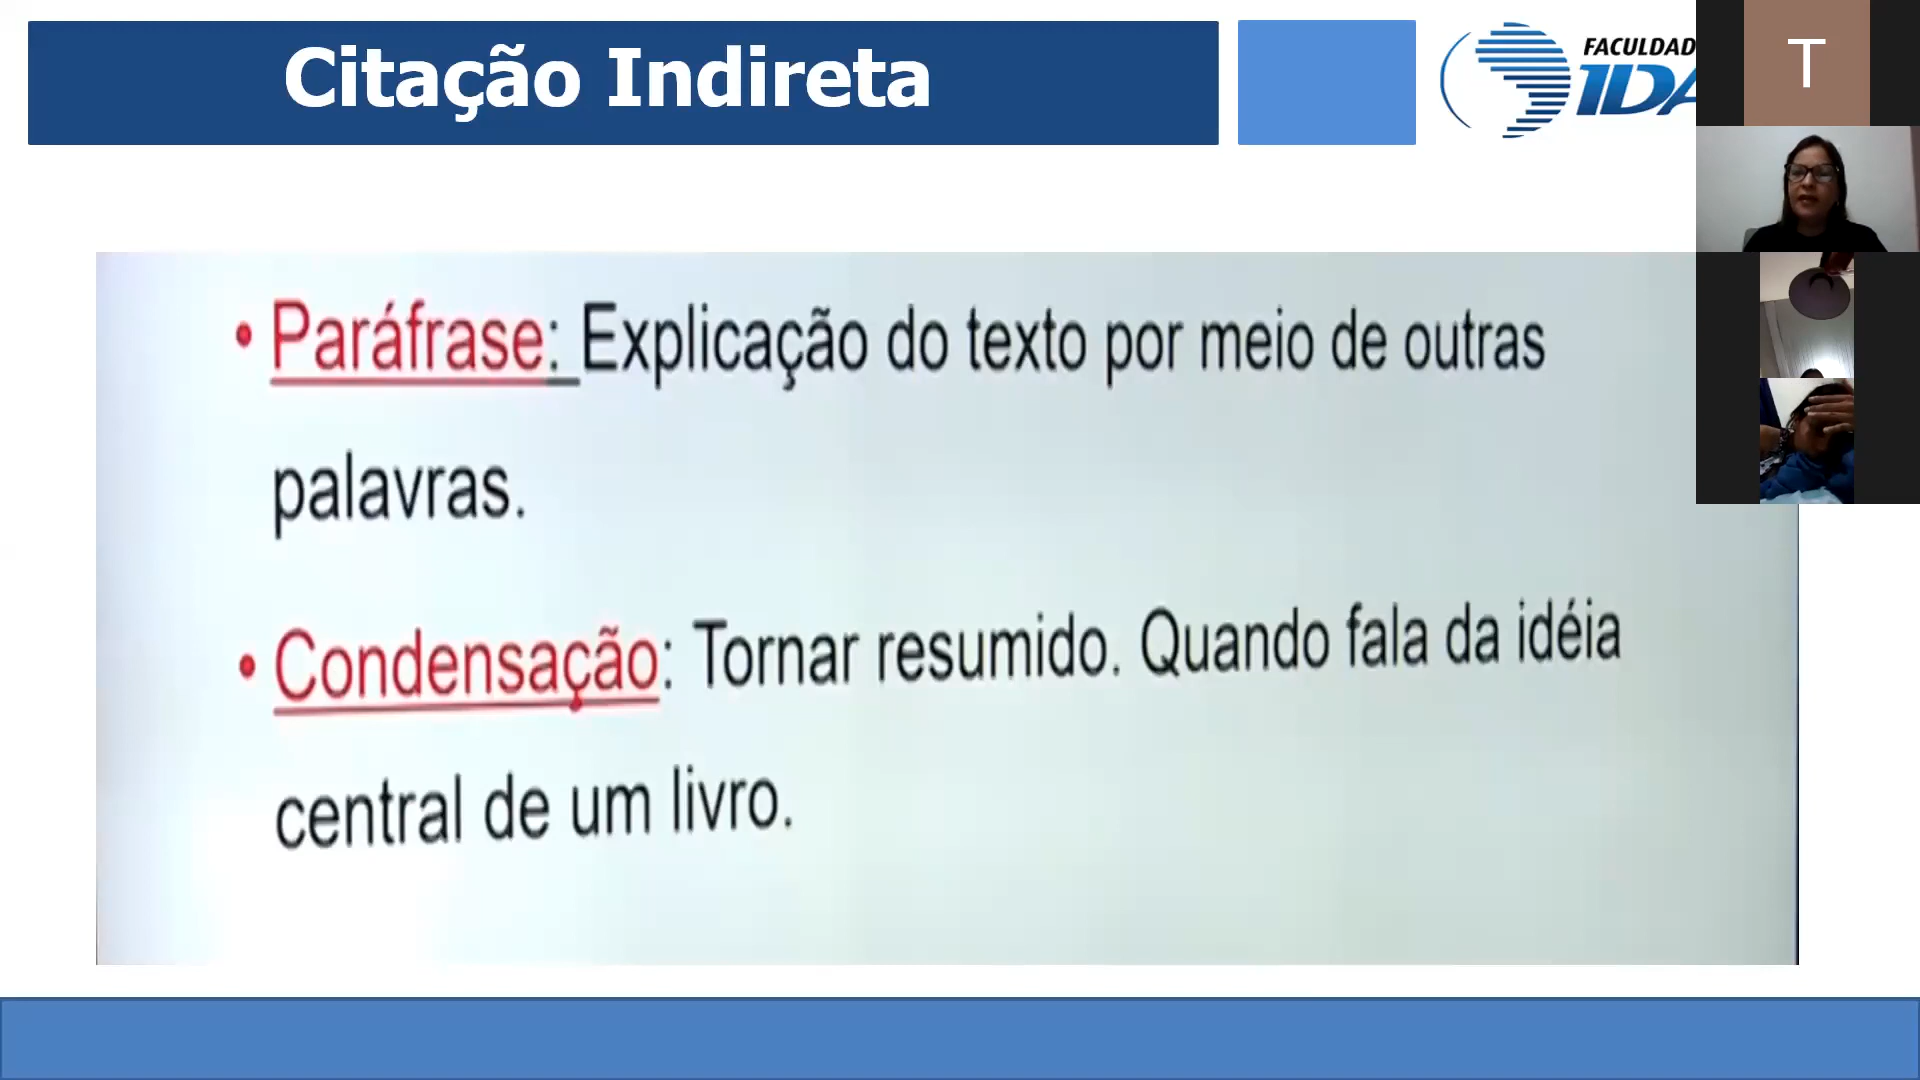 Citação Indireta
FACULDAD
IDA
T
• Paráfrase: Explicação do texto por meio de outras
palavras.
• Condensação: Tornar resumido. Quando fala da idéia
central de um livro.